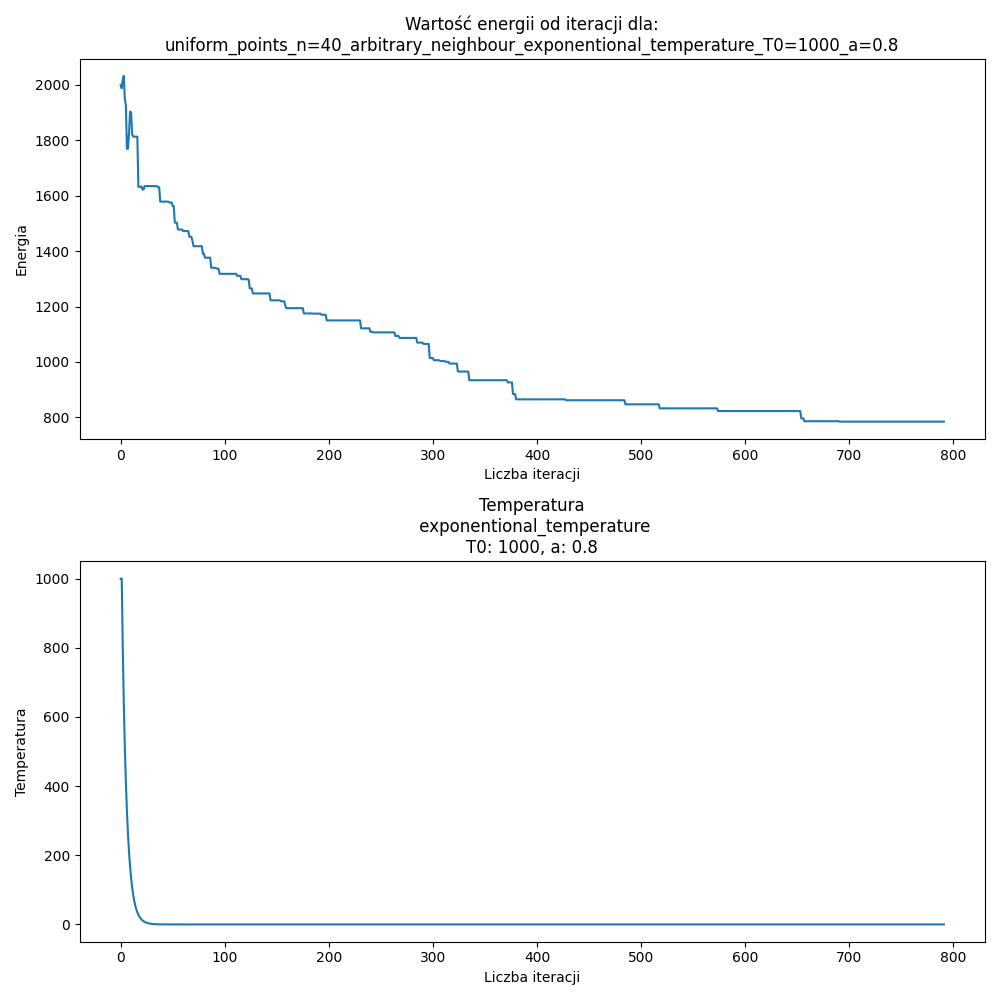 Wartość energii od iteracji dla:
uniform_points_n=40_arbitrary_neighbour_exponentional_temperature_T0=1000_a=0.8
2000
1800
1600
1400
1200
1000
800
Energia
0 100 200 300 400 500 600 700 800
Liczba iteracji
Temperatura
exponentional_temperature
T0: 1000, a: 0.8
1000
800
600
400
200
0
Temperatura
0 100 200 300 400 500 600 700 800
Liczba iteracji